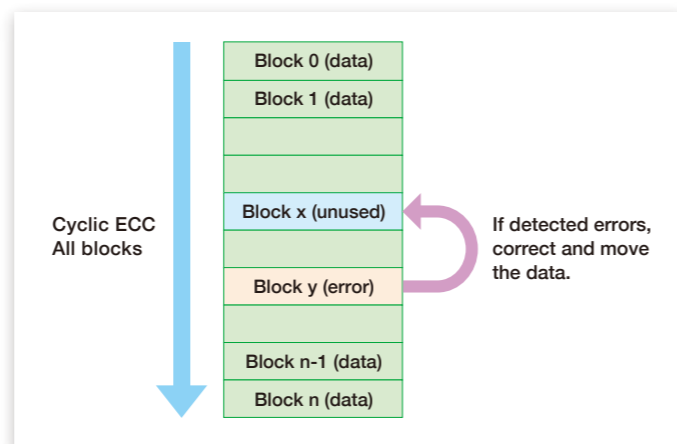 Block 0 (data)
Block 1 (data)
Block x (unused)
Cyclic ECC
All blocks
If detected errors,
correct and move
the data.
Block y (error)
Block n-1 (data)
Block n (data)